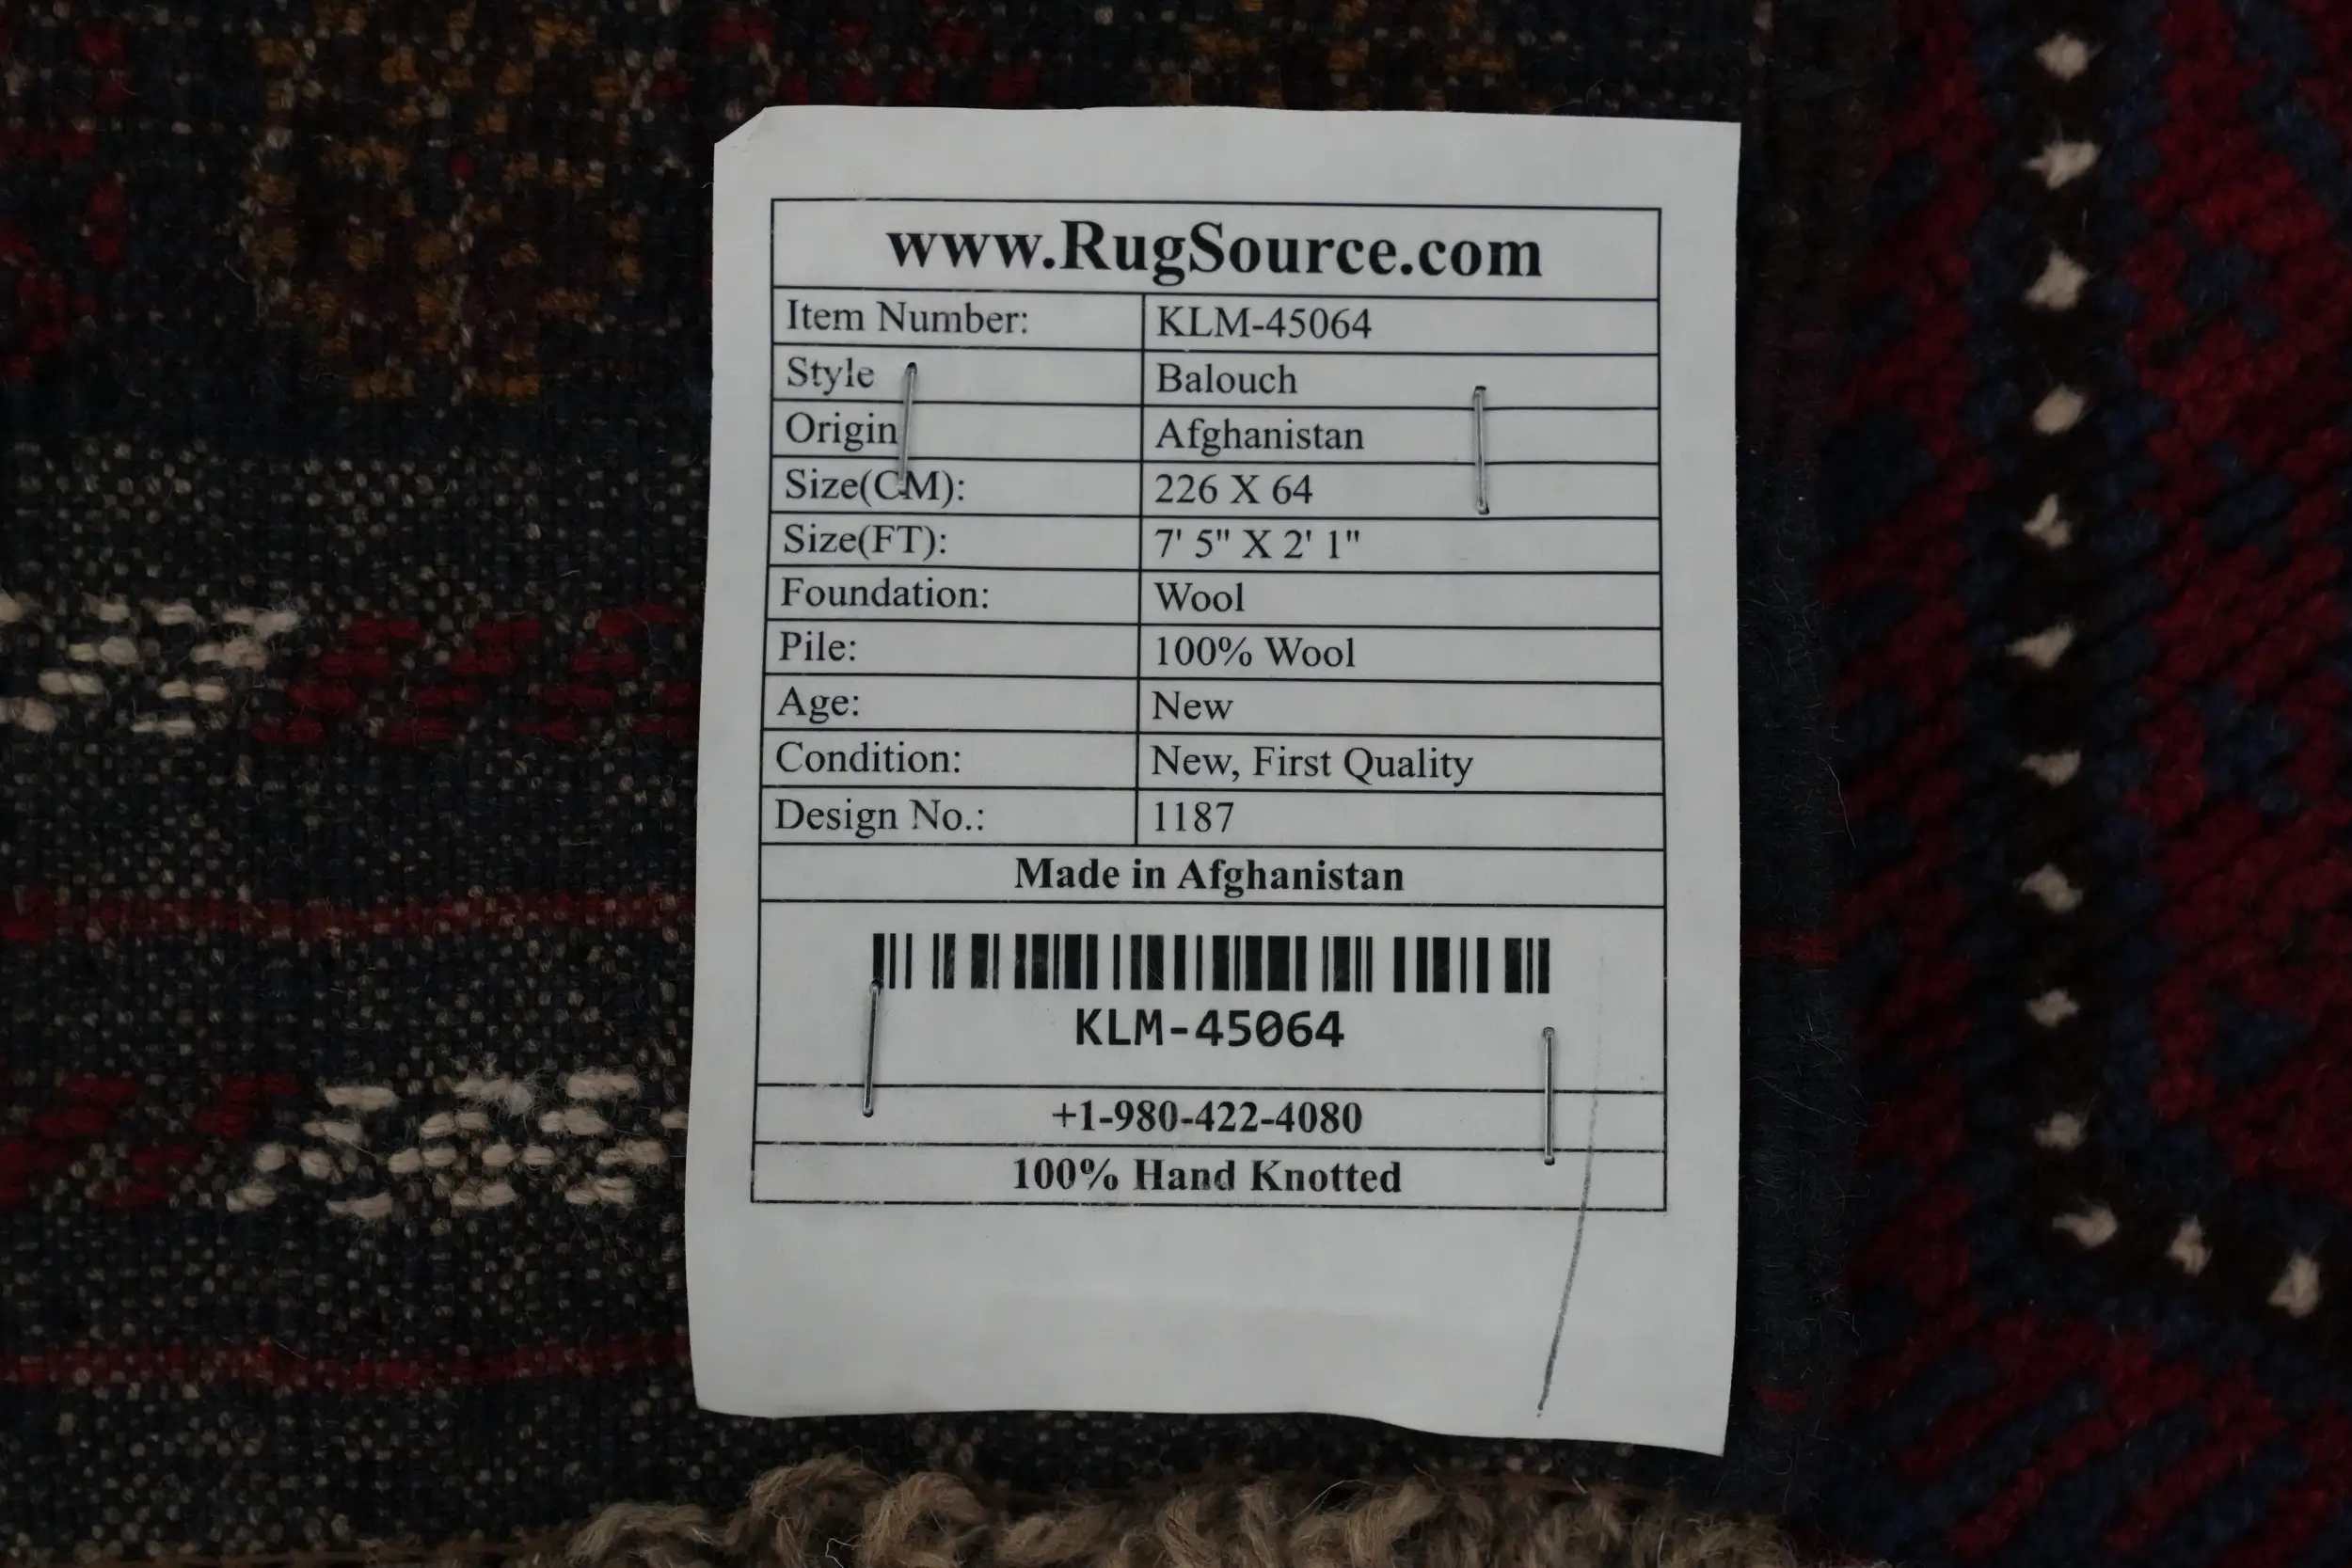 www.RugSource.com
Item Number: KLM-45064
Style Balouch
Origin Afghanistan
Size(CM): 226 X 64
Size(FT): 7' 5" X 2' 1"
Foundation: Wool
Pile: 100% Wool
Age: New
Condition: New, First Quality
Design No.: 1187
Made in Afghanistan
KLM-45064
+1-980-422-4080
100% Hand Knotted